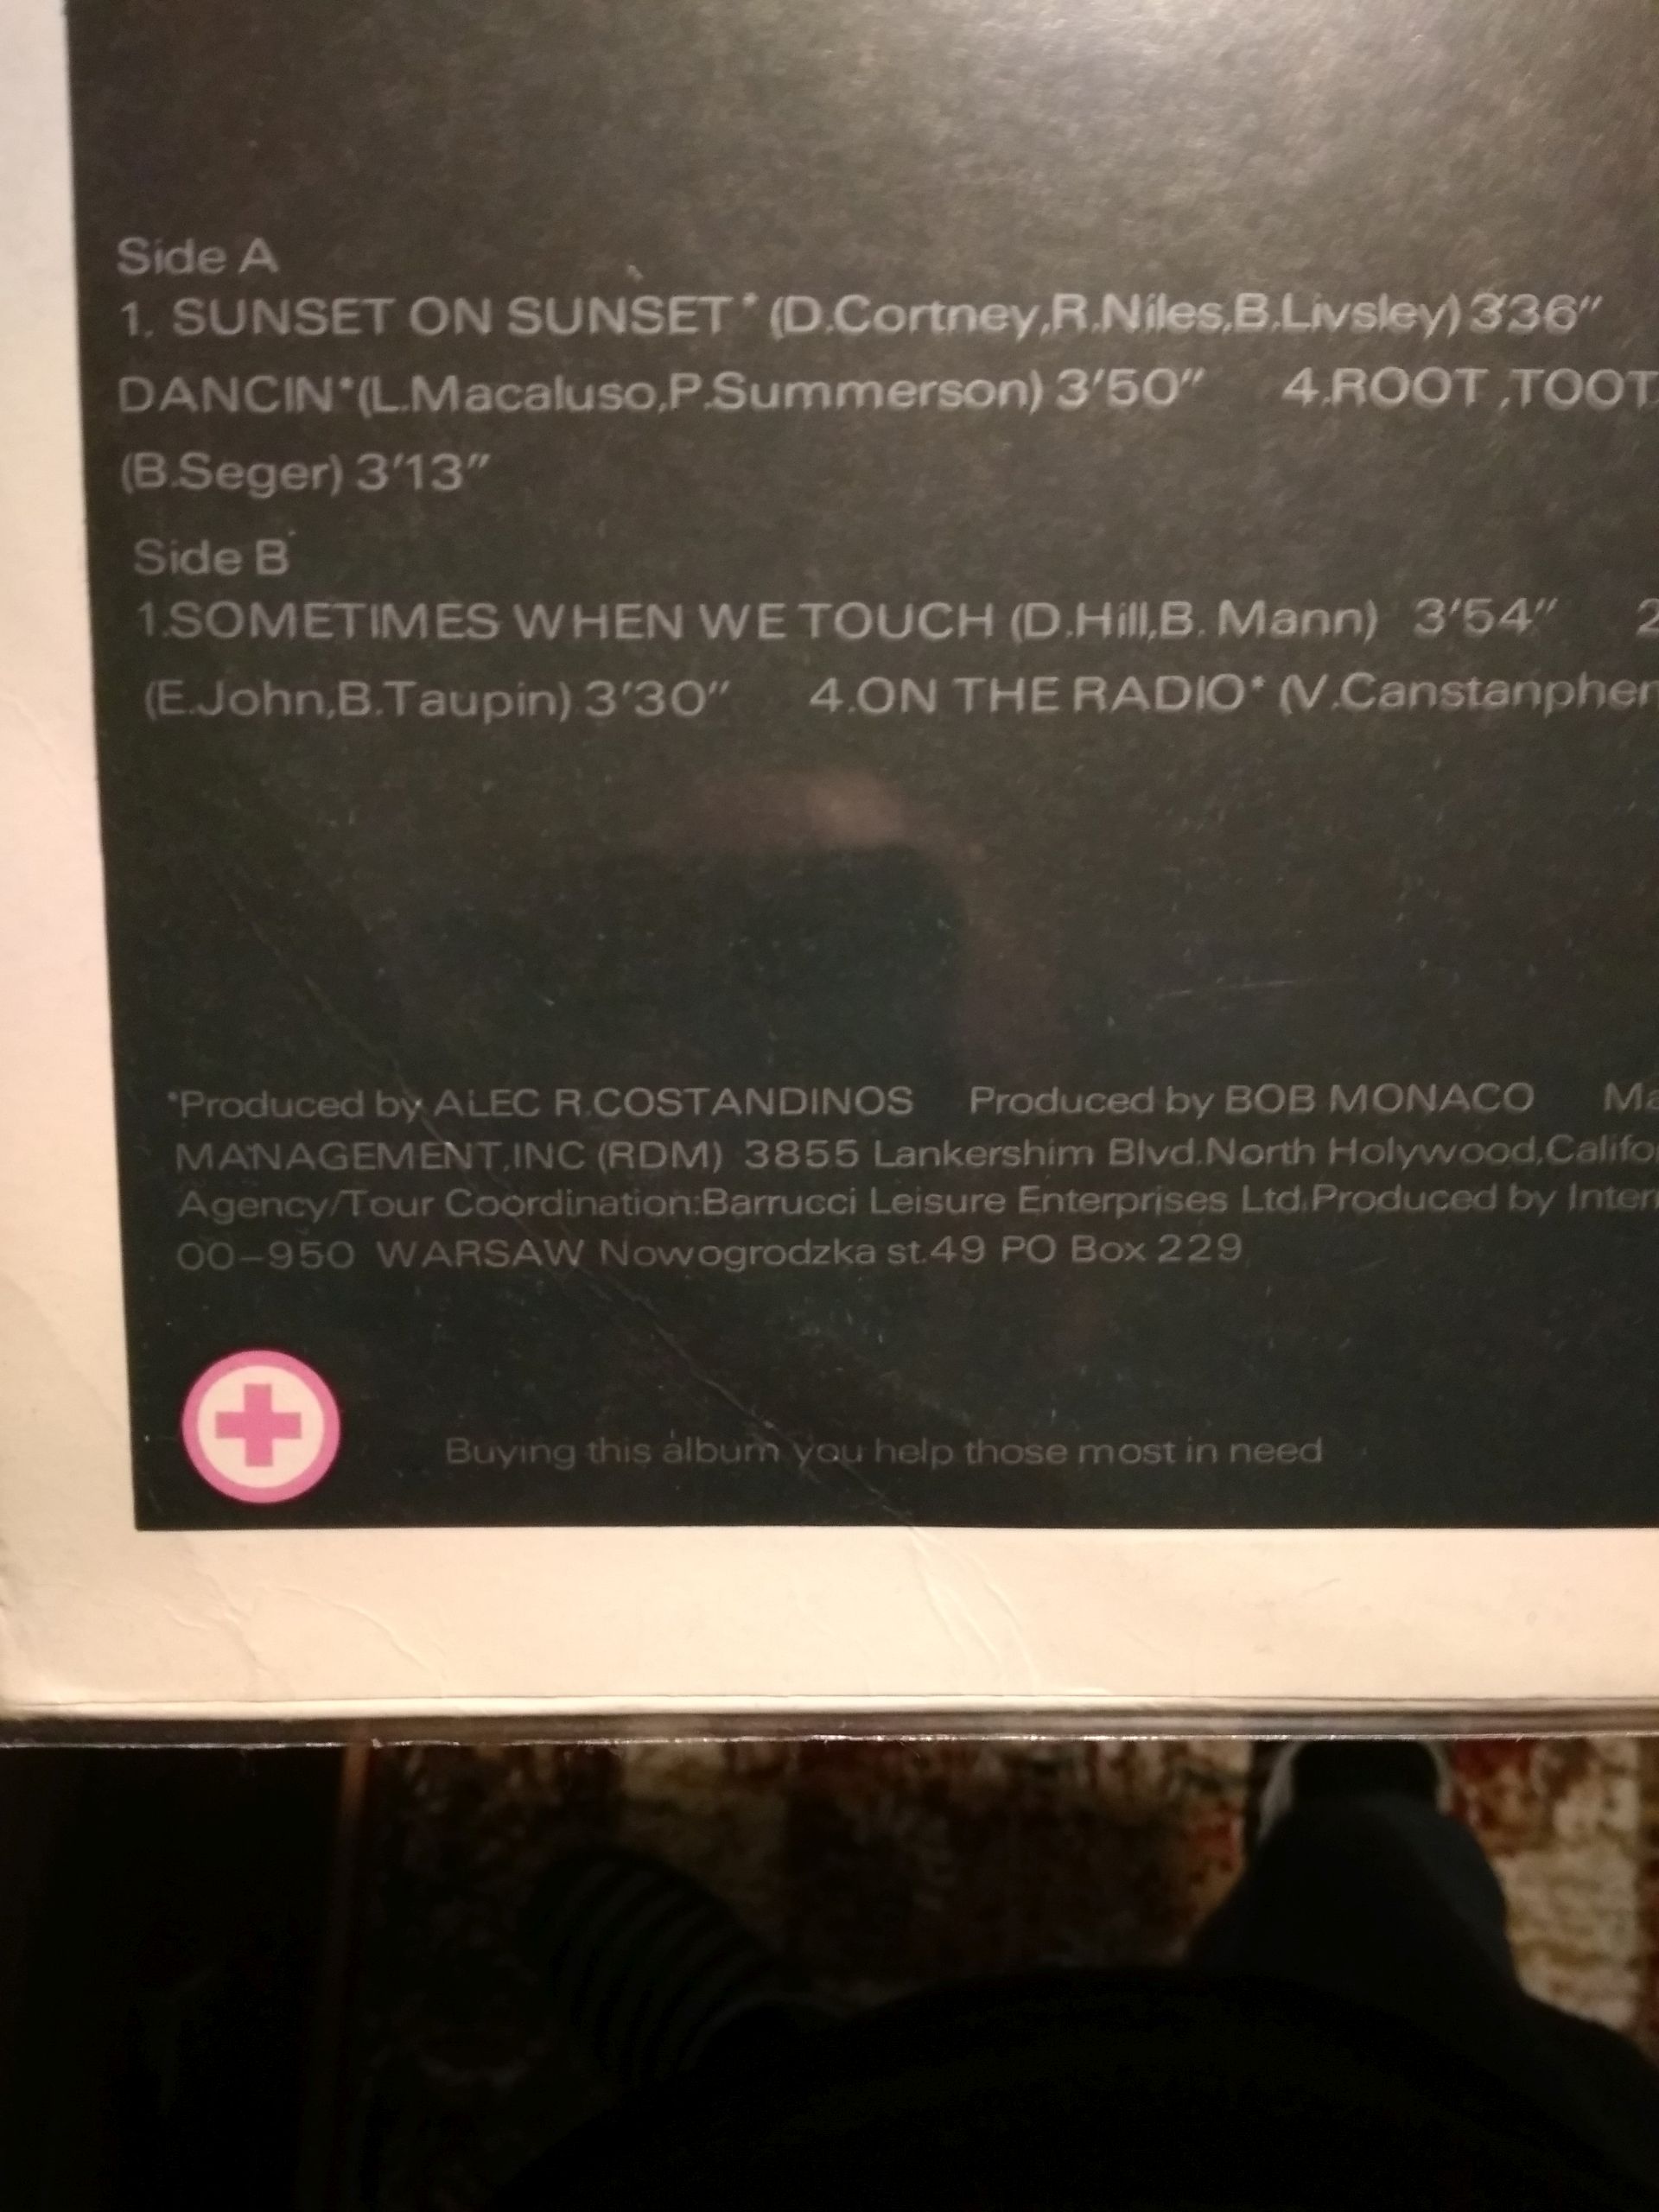 Side A
1. SUNSET ON SUNSET* (D.Cortney,R.Niles,B.Livsley) 3'36"
DANCIN*(L.Macaluso,P.Summerson) 3'50" 4.ROOT ,TOOT
(B.Seger) 3'13"
Side B
1.SOMETIMES WHEN WE TOUCH (D.Hill,B. Mann) 3'54" 2
(E.John,B.Taupin) 3'30" 4.ON THE RADIO* (V.Canstanpher
*Produced by ALEC R.COSTANDINOS Produced by BOB MONACO Ma
MANAGEMENT,INC (RDM) 3855 Lankershim Blvd.North Holywood,Califo
Agency/Tour Coordination:Barrucci Leisure Enterprises Ltd.Produced by Inter
00-950 WARSAW Nowogrodzka st.49 PO Box 229
Buying this album you help those most in need